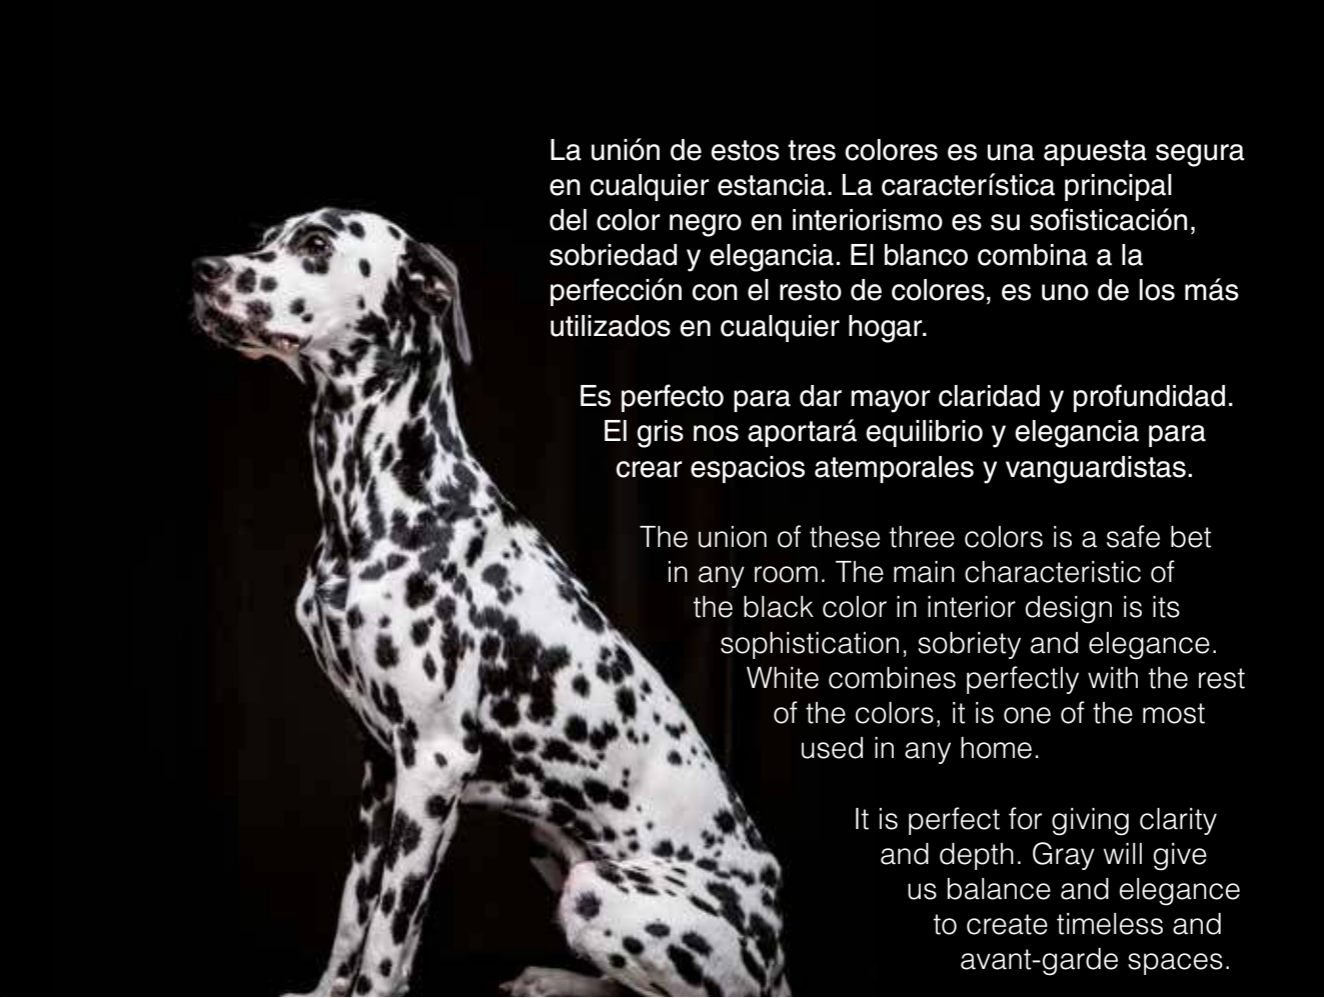 La unión de estos tres colores es una apuesta segura
en cualquier estancia. La característica principal
del color negro en interiorismo es su sofisticación,
sobriedad y elegancia. El blanco combina a la
perfección con el resto de colores, es uno de los más
utilizados en cualquier hogar.
Es perfecto para dar mayor claridad y profundidad.
El gris nos aportará equilibrio y elegancia para
crear espacios atemporales y vanguardistas.
The union of these three colors is a safe bet
in any room. The main characteristic of
the black color in interior design is its
sophistication, sobriety and elegance.
White combines perfectly with the rest
of the colors, it is one of the most
used in any home.
It is perfect for giving clarity
and depth. Gray will give
us balance and elegance
to create timeless and
avant-garde spaces.